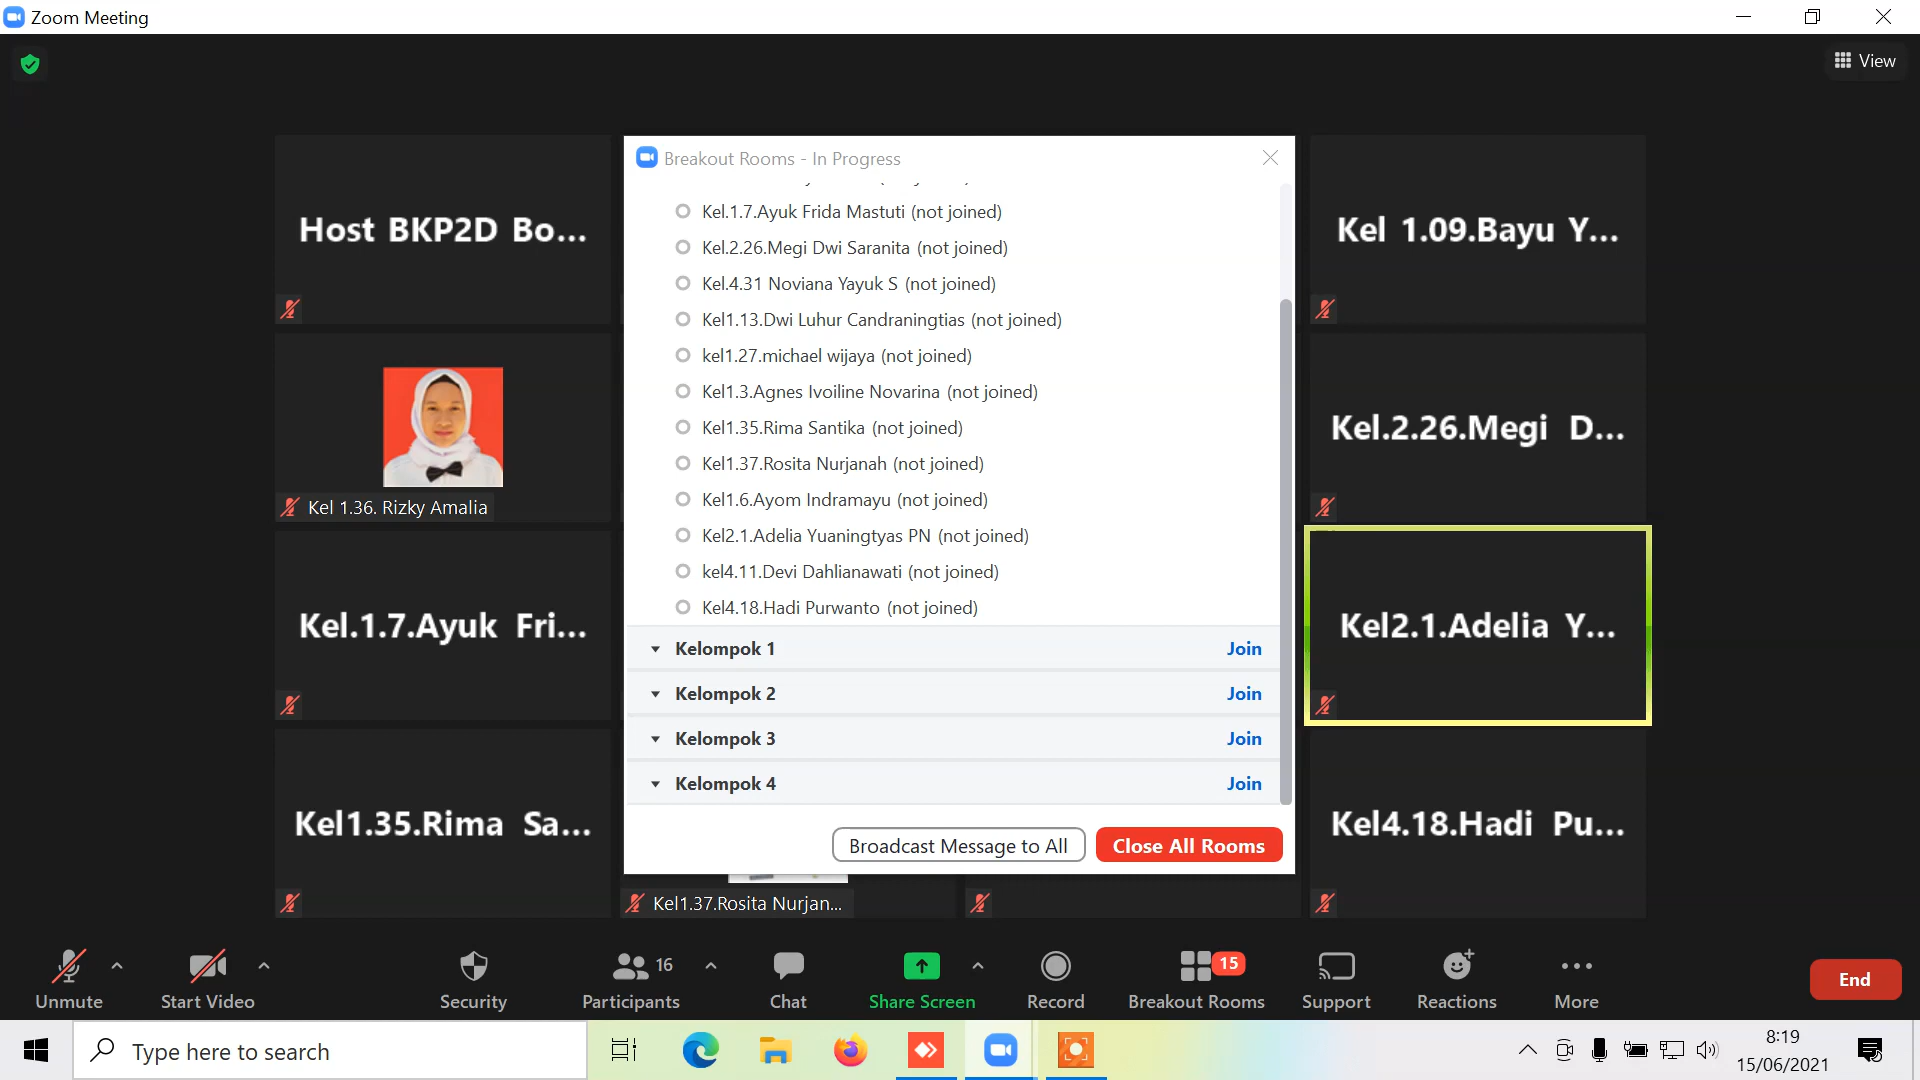 Zoom Meeting
View
Host BKP2D Bo...
Breakout Rooms - In Progress
Kel 1.09.Bayu Y...
Kel.1.7.Ayuk Frida Mastuti (not joined)
Kel.2.26.Megi Dwi Saranita (not joined)
Kel.4.31 Noviana Yayuk S (not joined)
Kel1.13.Dwi Luhur Candraningtias (not joined)
kel1.27.michael wijaya (not joined)
Kel1.3.Agnes Ivoiline Novarina (not joined)
Kel1.35.Rima Santika (not joined)
Kel1.37.Rosita Nurjanah (not joined)
Kel1.6.Ayom Indramayu (not joined)
Kel2.1.Adelia Yuaningtyas PN (not joined)
kel4.11.Devi Dahlianawati (not joined)
Kel4.18.Hadi Purwanto (not joined)
Kelompok 1 Join
Kelompok 2 Join
Kelompok 3 Join
Kelompok 4 Join
Broadcast Message to All
Close All Rooms
Kel 1.36. Rizky Amalia
Kel.2.26.Megi D...
Kel.1.7.Ayuk Fri...
Kel2.1.Adelia Y...
Kel1.35.Rima Sa...
Kel1.37.Rosita Nurjan...
Kel4.18.Hadi Pu...
Unmute
Start Video
Security
16
Participants
Chat
Share Screen
Record
15
Breakout Rooms
Support
Reactions
More
End
Type here to search
8:19
15/06/2021